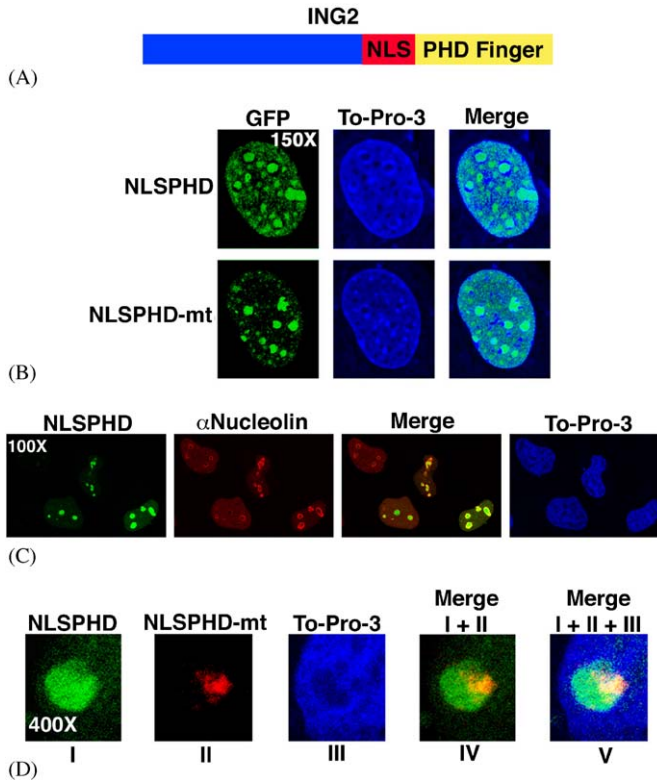 ING2
NLS PHD Finger
(A)
GFP To-Pro-3 Merge
150X
NLSPHD
NLSPHD-mt
(B)
NLSPHD αNucleolin Merge To-Pro-3
100X
(C)
Merge Merge
NLSPHD NLSPHD-mt To-Pro-3 I + II I + II + III
400X
I II III IV V
(D)